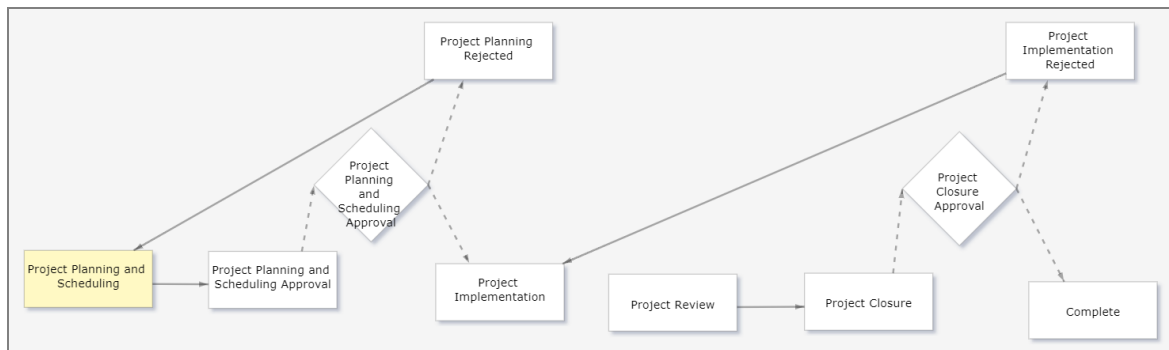 Project Planning
Rejected
Project
Implementation
Rejected
Project
Planning
and
Scheduling
Approval
Project
Closure
Approval
Project Planning and
Scheduling
Project Planning and
Scheduling Approval
Project
Implementation
Project Review
Project Closure
Complete